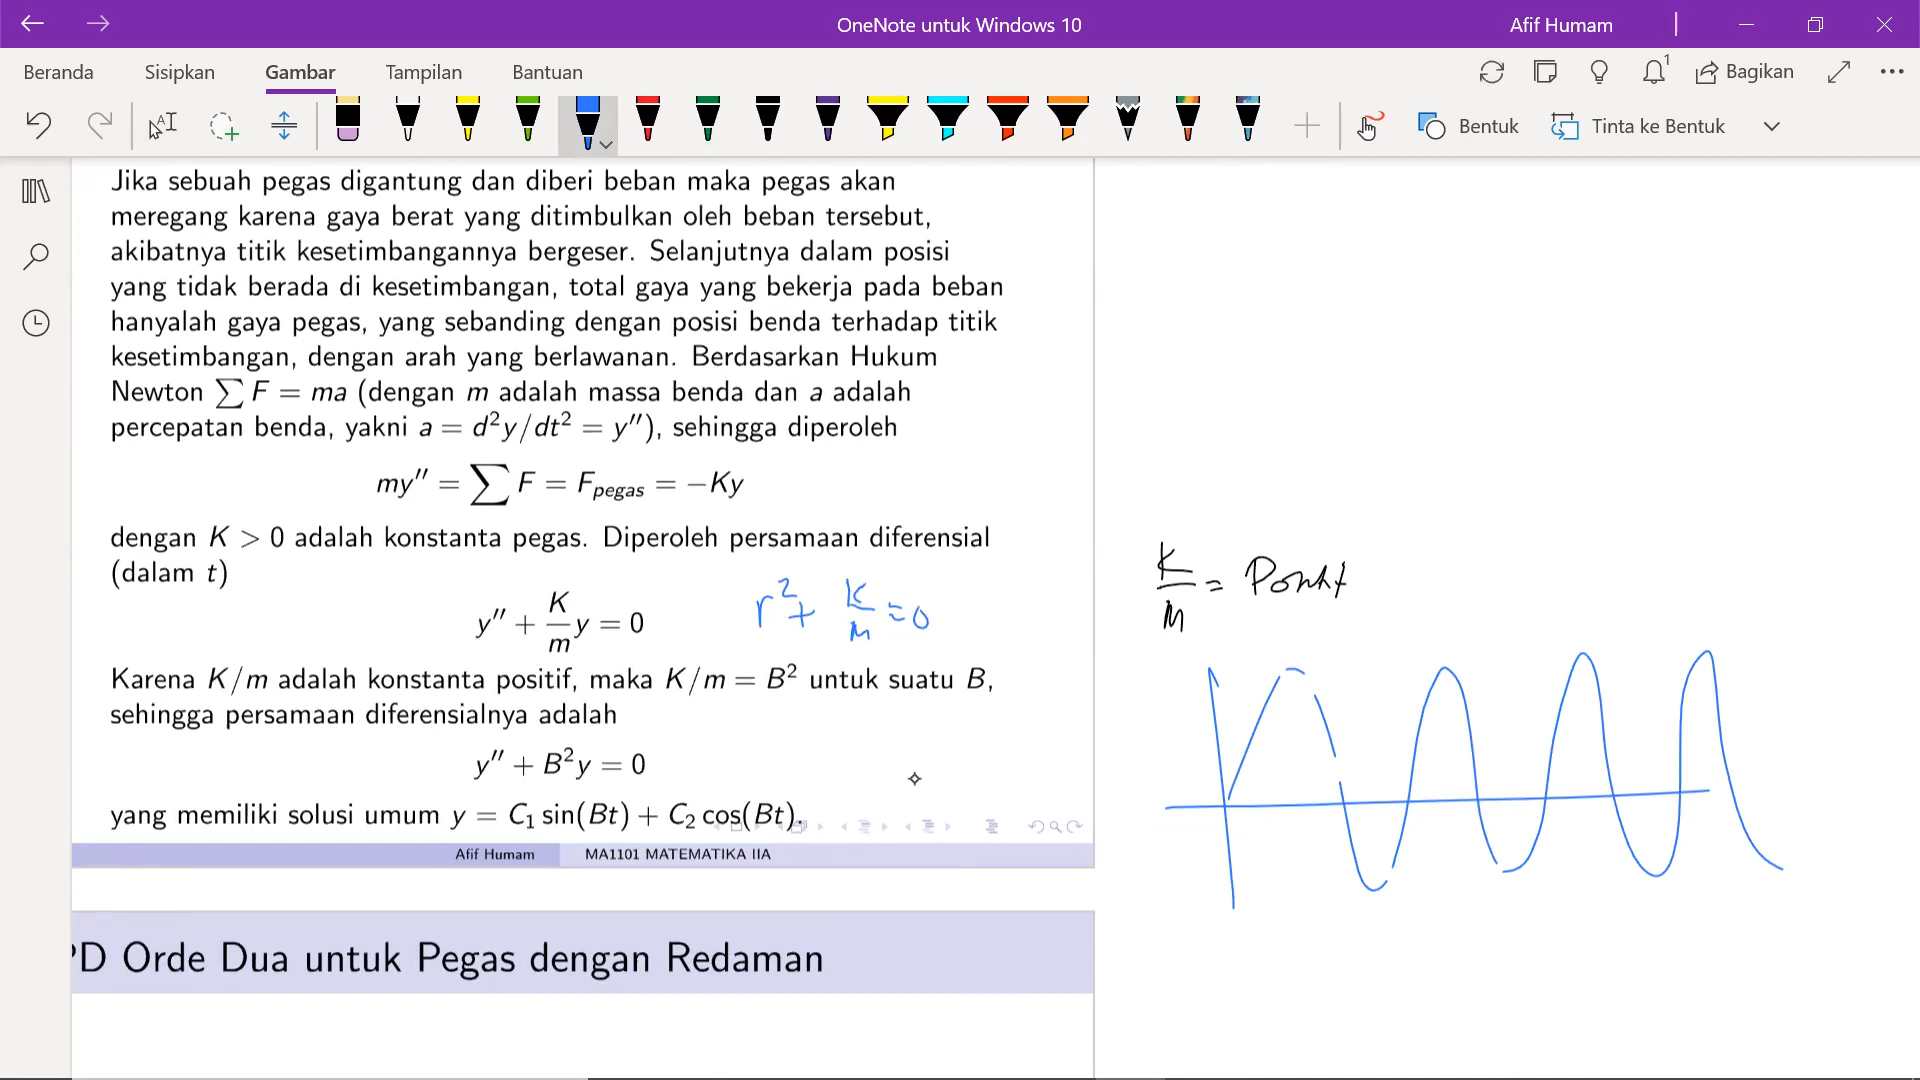 OneNote untuk Windows 10
Afif Humam
Beranda
Sisipkan
Gambar
Tampilan
Bantuan
1
Bagikan
Bentuk
Tinta ke Bentuk
Jika sebuah pegas digantung dan diberi beban maka pegas akan
meregang karena gaya berat yang ditimbulkan oleh beban tersebut,
akibatnya titik kesetimbangannya bergeser. Selanjutnya dalam posisi
yang tidak berada di kesetimbangan, total gaya yang bekerja pada beban
hanyalah gaya pegas, yang sebanding dengan posisi benda terhadap titik
kesetimbangan, dengan arah yang berlawanan. Berdasarkan Hukum
Newton ∑ F = ma (dengan m adalah massa benda dan a adalah
percepatan benda, yakni a = d²y/dt² = y″), sehingga diperoleh
my″ = ∑ F = F_pegas = −Ky
dengan K > 0 adalah konstanta pegas. Diperoleh persamaan diferensial
(dalam t)
y″ + K/m y = 0
r² + K/m = 0
Karena K/m adalah konstanta positif, maka K/m = B² untuk suatu B,
sehingga persamaan diferensialnya adalah
y″ + B²y = 0
yang memiliki solusi umum y = C₁ sin(Bt) + C₂ cos(Bt).
Afif Humam
MA1101 MATEMATIKA IIA
K/m = Positif
PD Orde Dua untuk Pegas dengan Redaman